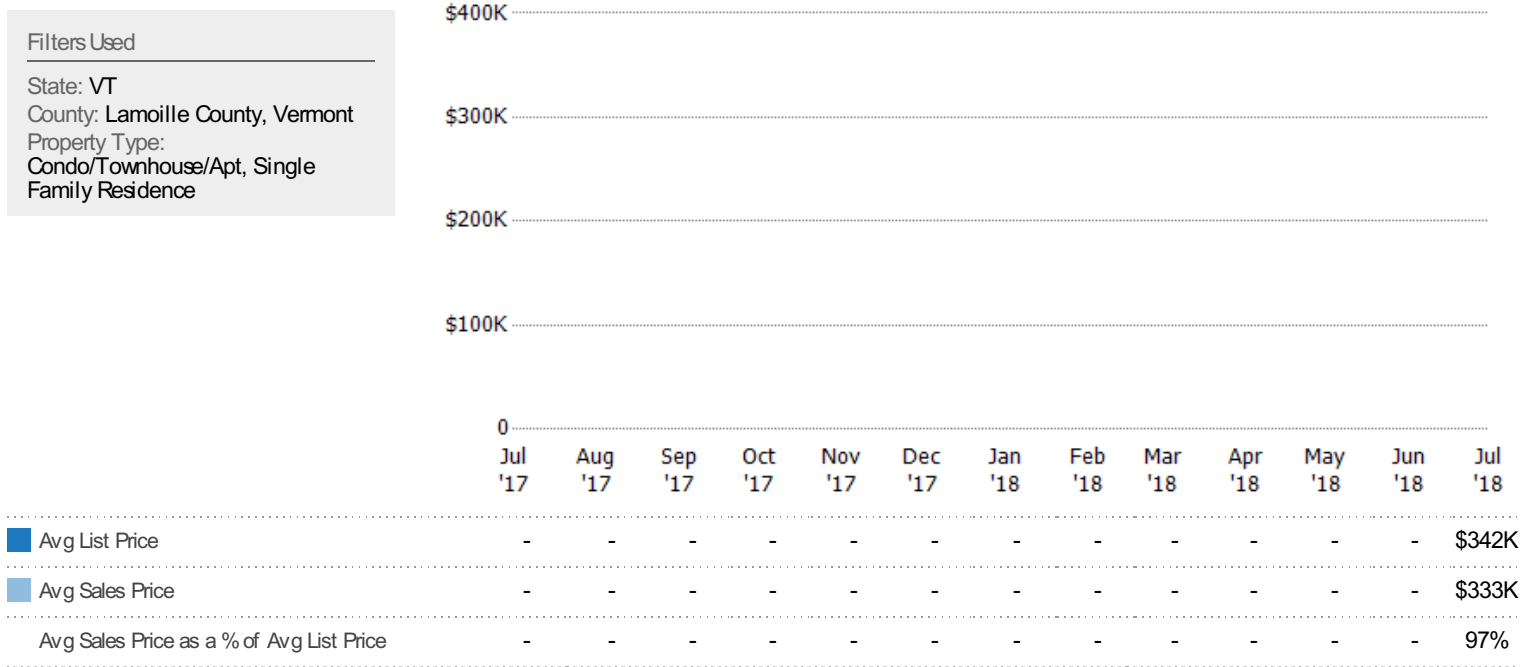 Filters Used
State: VT
County: Lamoille County, Vermont
Property Type:
Condo/Townhouse/Apt, Single
Family Residence
$400K
$300K
$200K
$100K
0
Jul Aug Sep Oct Nov Dec Jan Feb Mar Apr May Jun Jul
'17 '17 '17 '17 '17 '17 '18 '18 '18 '18 '18 '18 '18
Avg List Price - - - - - - - - - - - - $342K
Avg Sales Price - - - - - - - - - - - - $333K
Avg Sales Price as a % of Avg List Price - - - - - - - - - - - - 97%